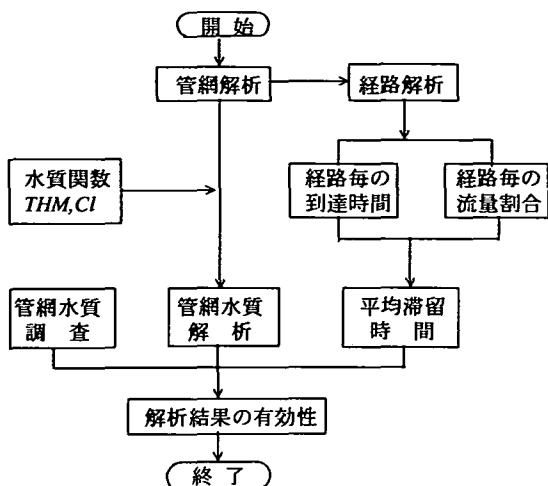 開 始
管網解析
経路解析
水質関数
THM,Cl
経路毎の
到達時間
経路毎の
流量割合
管網水質
調 査
管網水質
解 析
平均滞留
時 間
解析結果の有効性
終 了